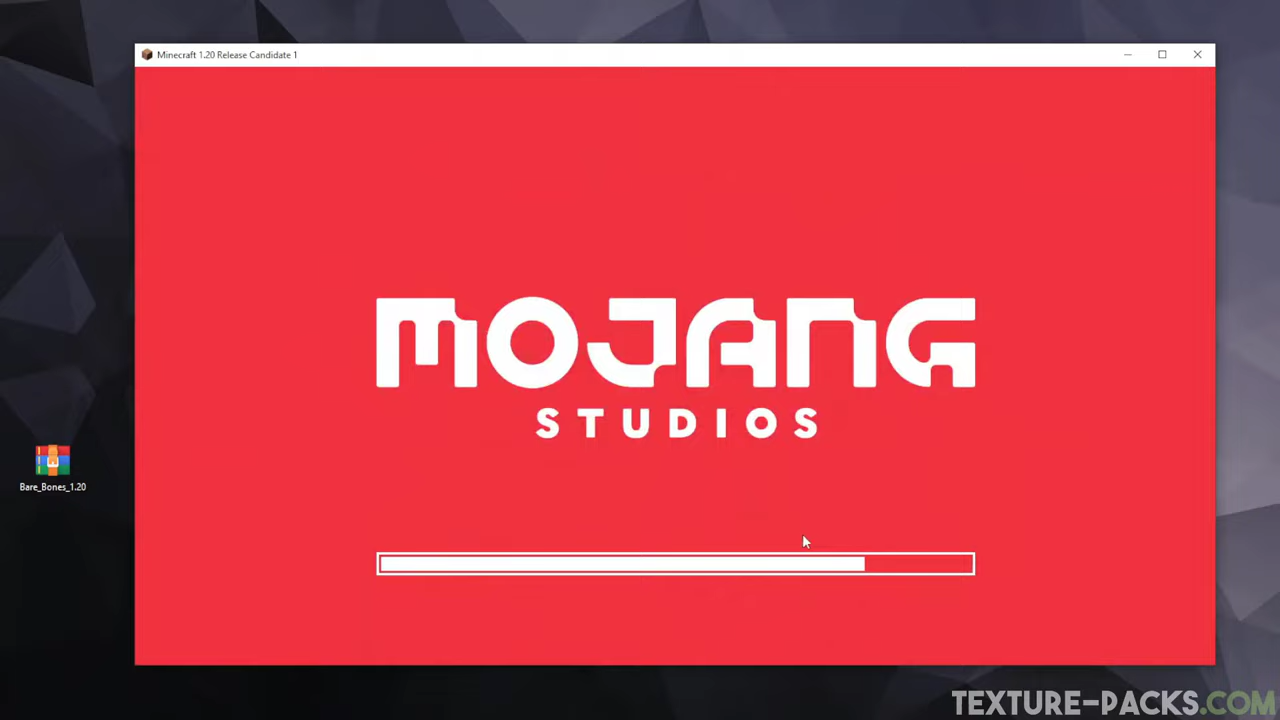 Minecraft 1.20 Release Candidate 1
MOJANG
STUDIOS
Bare_Bones_1.20
TEXTURE-PACKS.COM